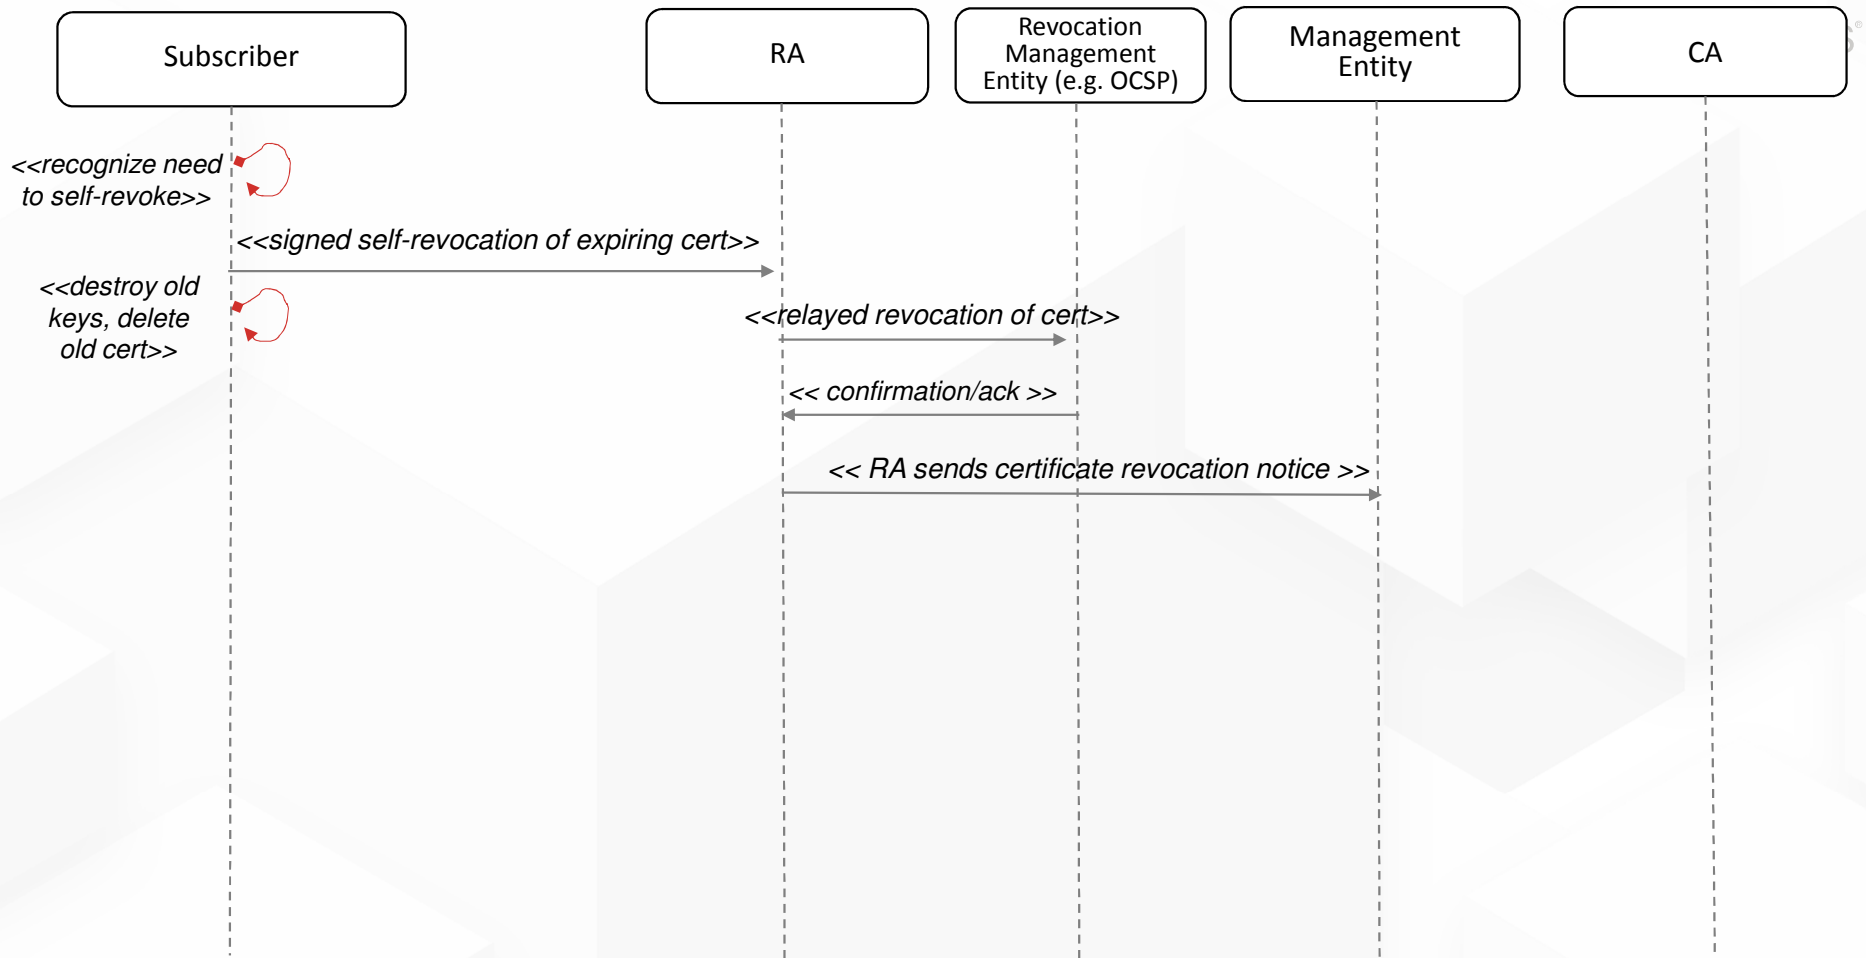 Subscriber
RA
Revocation
Management
Entity (e.g. OCSP)
Management
Entity
CA
<<recognize need
to self-revoke>>
<<signed self-revocation of expiring cert>>
<<destroy old
keys, delete
old cert>>
<<relayed revocation of cert>>
<< confirmation/ack >>
<< RA sends certificate revocation notice >>